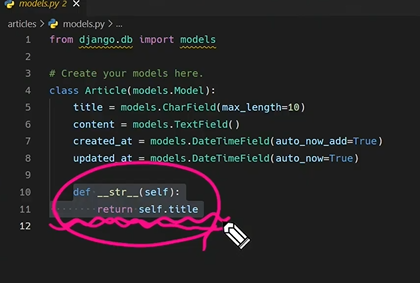 models.py 2 ×
articles > models.py > ...
1 from django.db import models
2
3 # Create your models here.
4 class Article(models.Model):
5     title = models.CharField(max_length=10)
6     content = models.TextField()
7     created_at = models.DateTimeField(auto_now_add=True)
8     updated_at = models.DateTimeField(auto_now=True)
9
10     def __str__(self):
11         return self.title
12